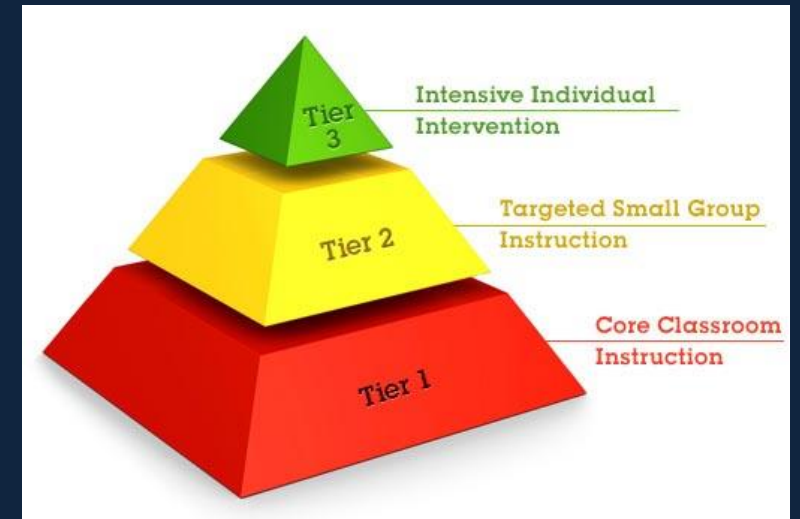 Tier
3
Intensive Individual
Intervention
Tier 2
Targeted Small Group
Instruction
Tier 1
Core Classroom
Instruction